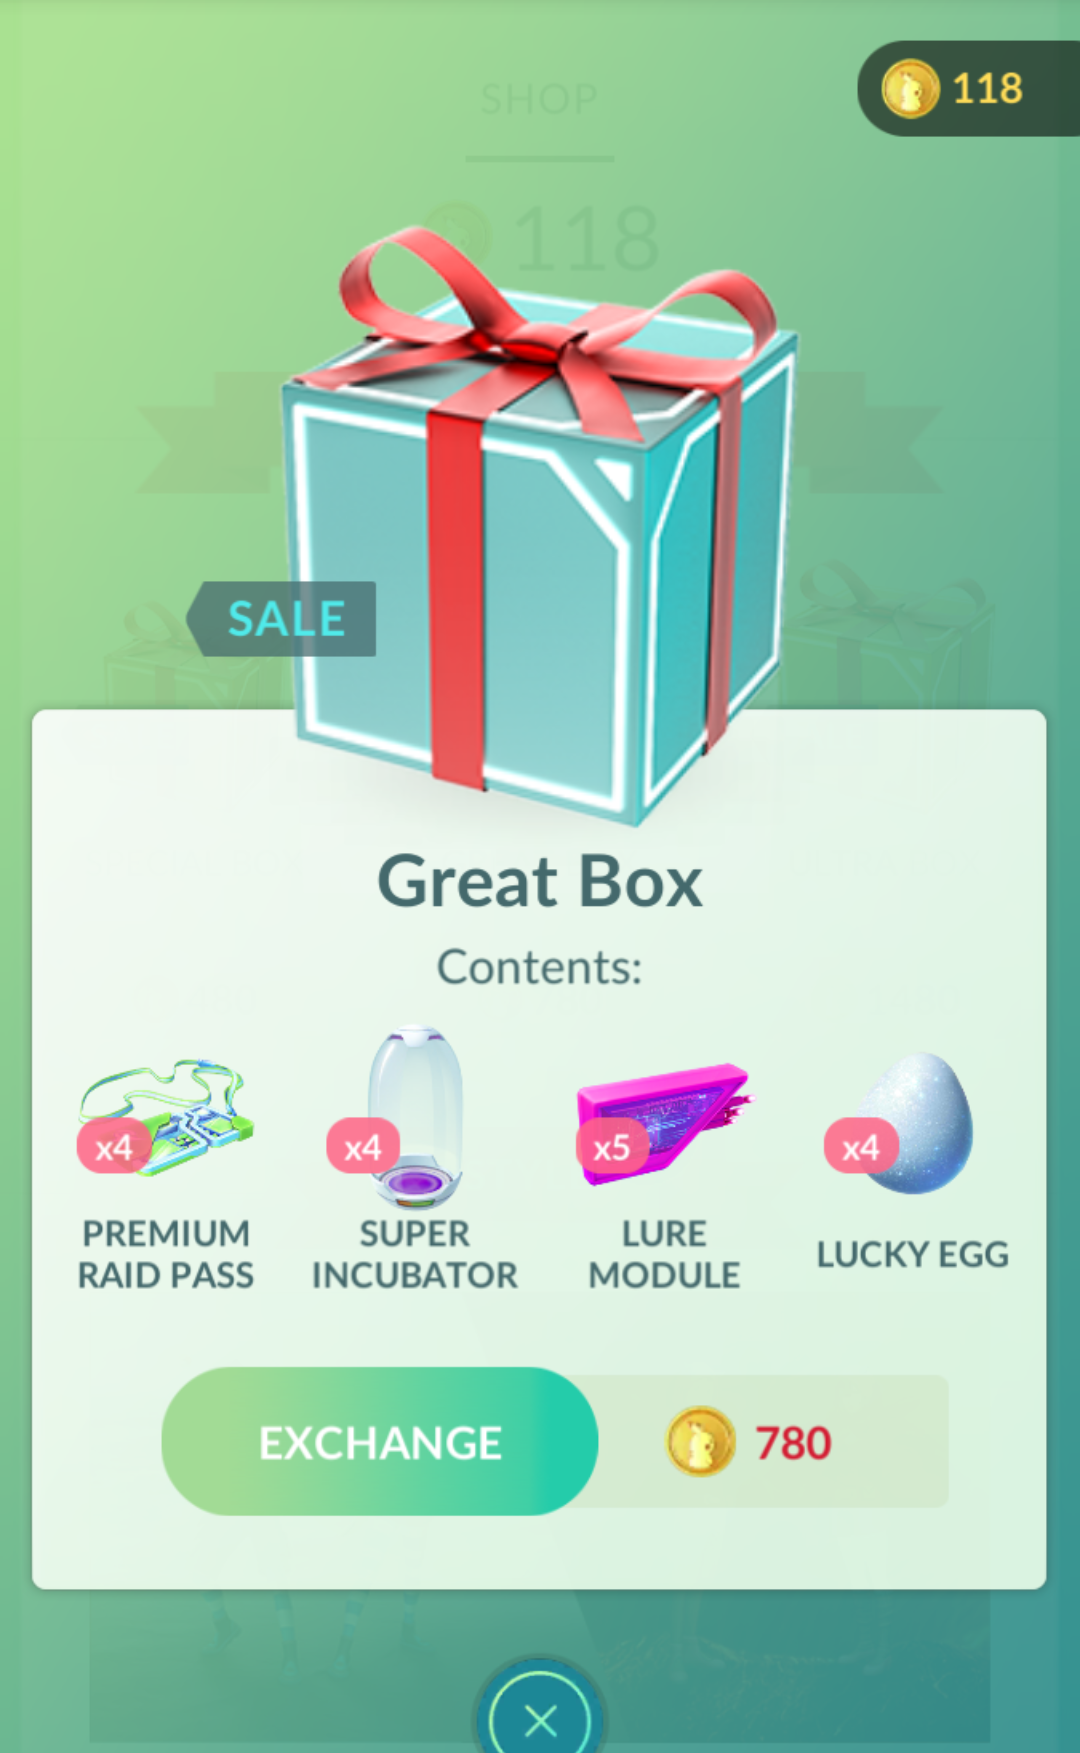 118
SHOP
118
SALE
Great Box
Contents:
x4
x4
x5
x4
PREMIUM
RAID PASS
SUPER
INCUBATOR
LURE
MODULE
LUCKY EGG
EXCHANGE
780